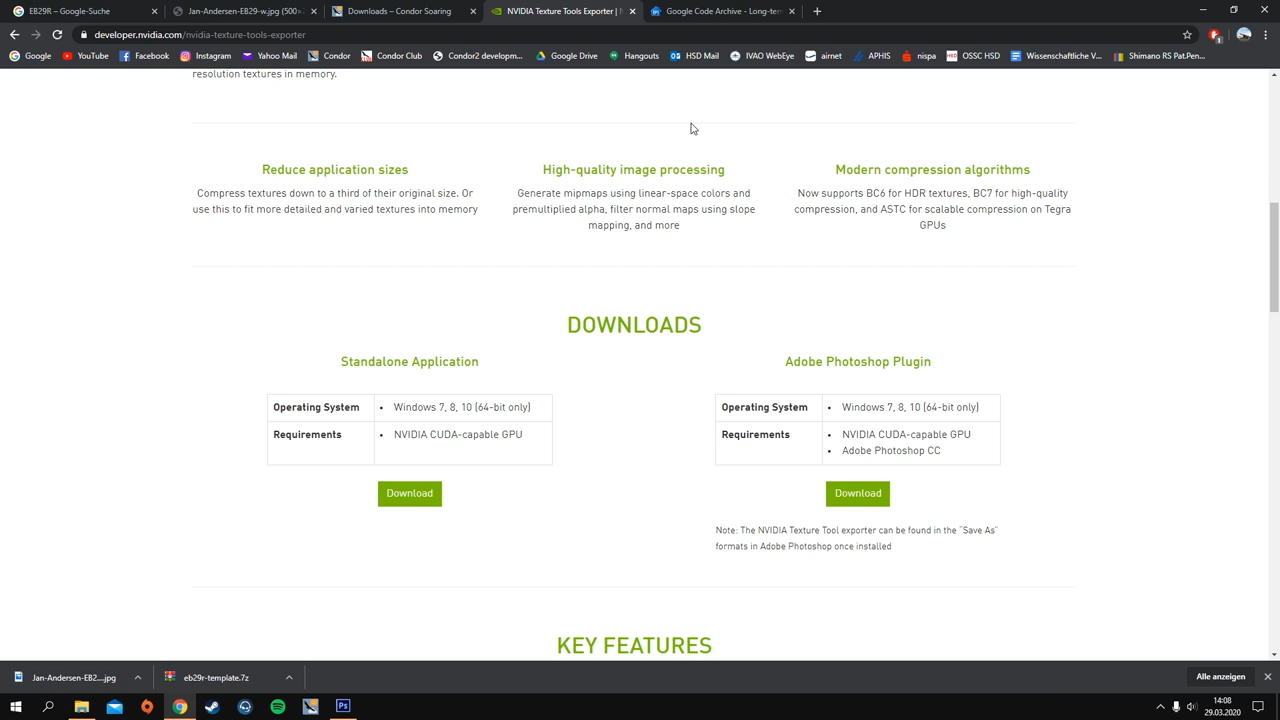 EB29R – Google-Suche
Jan-Andersen-EB29-w.jpg (500×
Downloads – Condor Soaring
NVIDIA Texture Tools Exporter | N
Google Code Archive - Long-ten
developer.nvidia.com/nvidia-texture-tools-exporter
Google YouTube Facebook Instagram Yahoo Mail Condor Condor Club Condor2 developm... Google Drive Hangouts HSD Mail IVAO WebEye airnet APHIS nispa OSSC HSD Wissenschaftliche V... Shimano RS Pat.Pen...
resolution textures in memory.
Reduce application sizes
Compress textures down to a third of their original size. Or
use this to fit more detailed and varied textures into memory
High-quality image processing
Generate mipmaps using linear-space colors and
premultiplied alpha, filter normal maps using slope
mapping, and more
Modern compression algorithms
Now supports BC6 for HDR textures, BC7 for high-quality
compression, and ASTC for scalable compression on Tegra
GPUs
DOWNLOADS
Standalone Application
Operating System • Windows 7, 8, 10 (64-bit only)
Requirements • NVIDIA CUDA-capable GPU
Download
Adobe Photoshop Plugin
Operating System • Windows 7, 8, 10 (64-bit only)
Requirements • NVIDIA CUDA-capable GPU
• Adobe Photoshop CC
Download
Note: The NVIDIA Texture Tool exporter can be found in the "Save As"
formats in Adobe Photoshop once installed
KEY FEATURES
Jan-Andersen-EB2....jpg
eb29r-template.7z
Alle anzeigen
14:08
29.03.2020